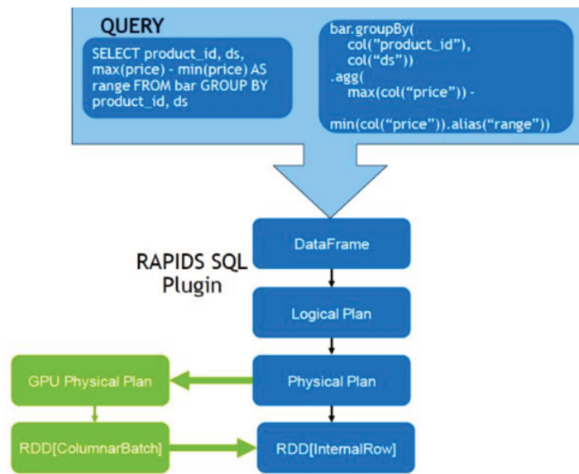 QUERY
SELECT product_id, ds,
max(price) - min(price) AS
range FROM bar GROUP BY
product_id, ds
bar.groupBy(
col("product_id"),
col("ds"))
.agg(
max(col("price")) -
min(col("price")).alias("range"))
DataFrame
RAPIDS SQL
Plugin
Logical Plan
GPU Physical Plan
Physical Plan
RDD[ColumnarBatch]
RDD[InternalRow]